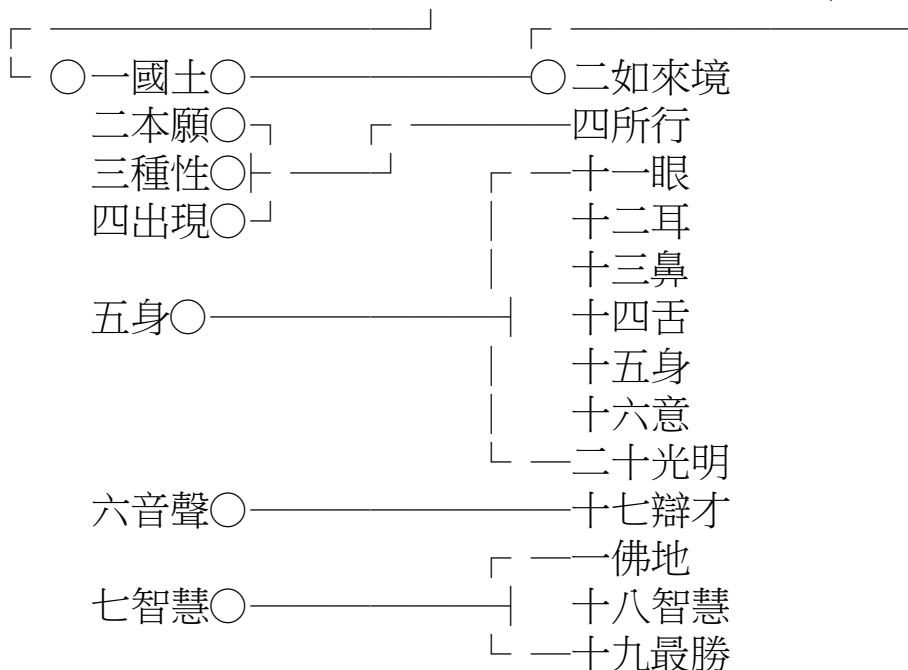 ○一國土○ ○二如來境
二本願○ 四所行
三種性○ 十一眼
四出現○ 十二耳
十三鼻
五身○ 十四舌
十五身
十六意
二十光明
六音聲○ 十七辯才
一佛地
七智慧○ 十八智慧
十九最勝